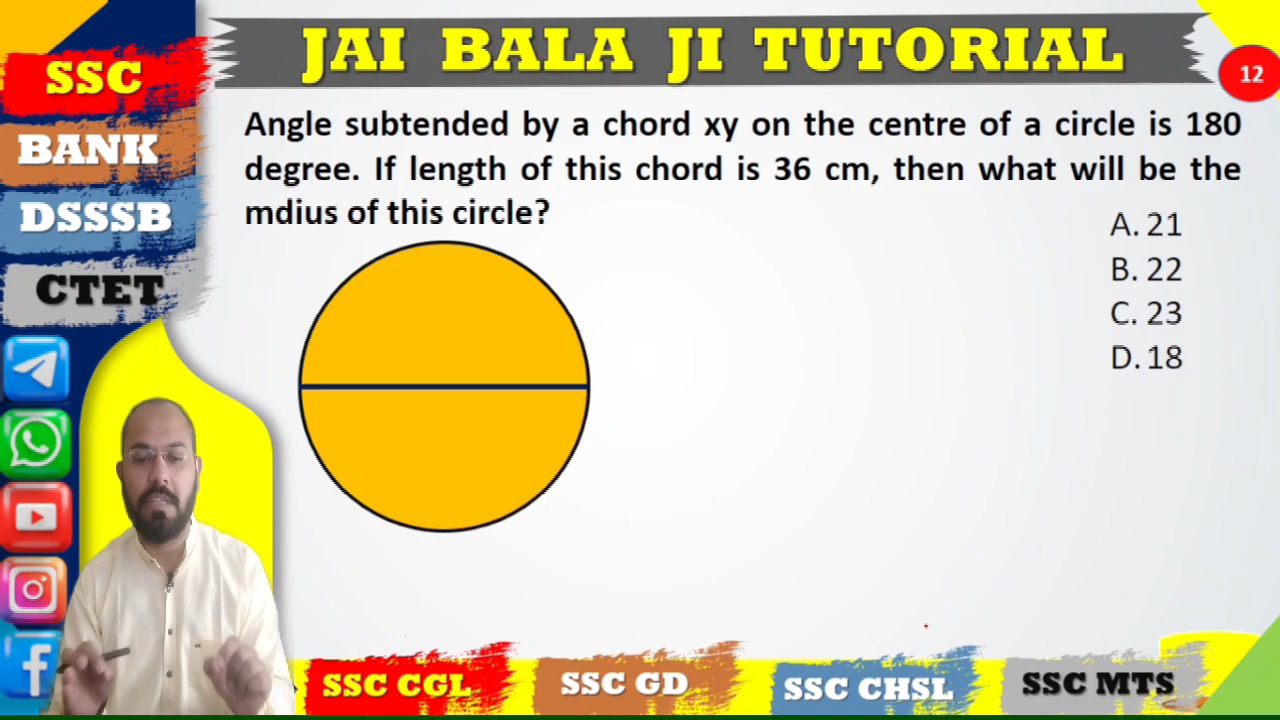 JAI BALA JI TUTORIAL
12
SSC
BANK
DSSSB
CTET
Angle subtended by a chord xy on the centre of a circle is 180
degree. If length of this chord is 36 cm, then what will be the
mdius of this circle?
A. 21
B. 22
C. 23
D. 18
SSC CGL
SSC GD
SSC CHSL
SSC MTS